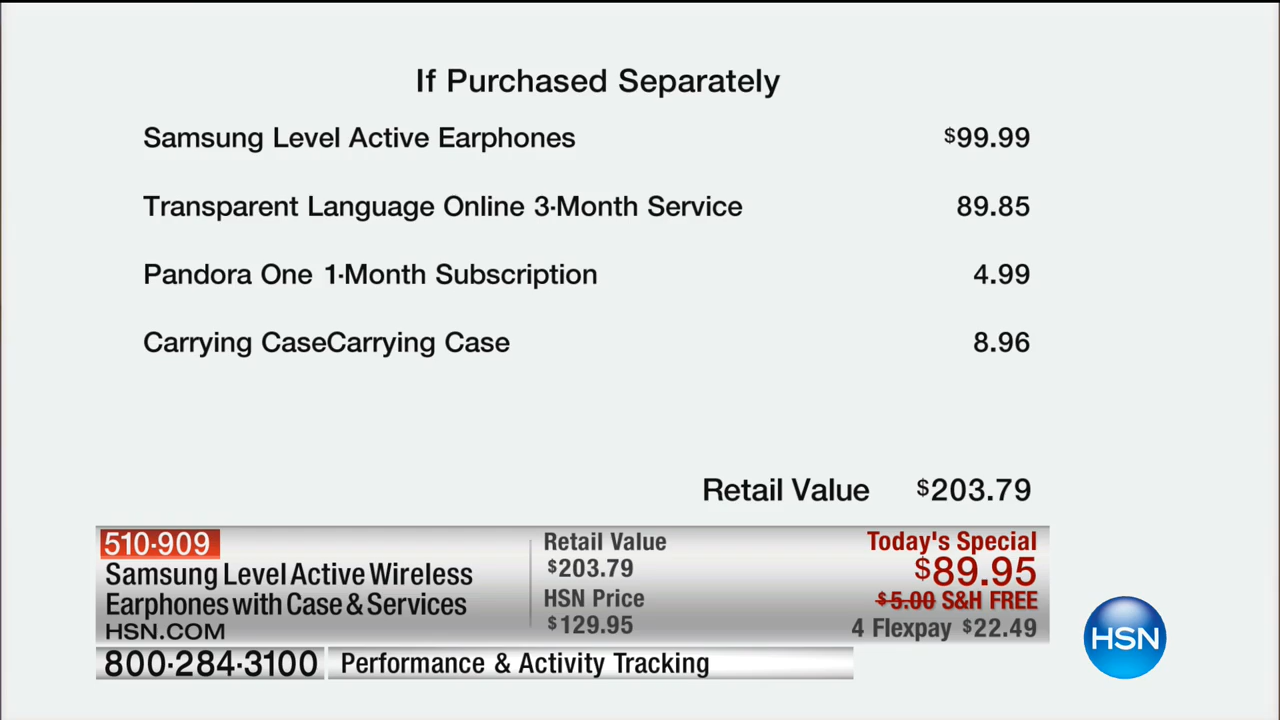 If Purchased Separately
Samsung Level Active Earphones $99.99
Transparent Language Online 3-Month Service 89.85
Pandora One 1-Month Subscription 4.99
Carrying CaseCarrying Case 8.96
Retail Value $203.79
510-909
Samsung Level Active Wireless
Earphones with Case & Services
HSN.COM
Retail Value
$203.79
HSN Price
$129.95
Today's Special
$89.95
$5.00 S&H FREE
4 Flexpay $22.49
HSN
800-284-3100
Performance & Activity Tracking